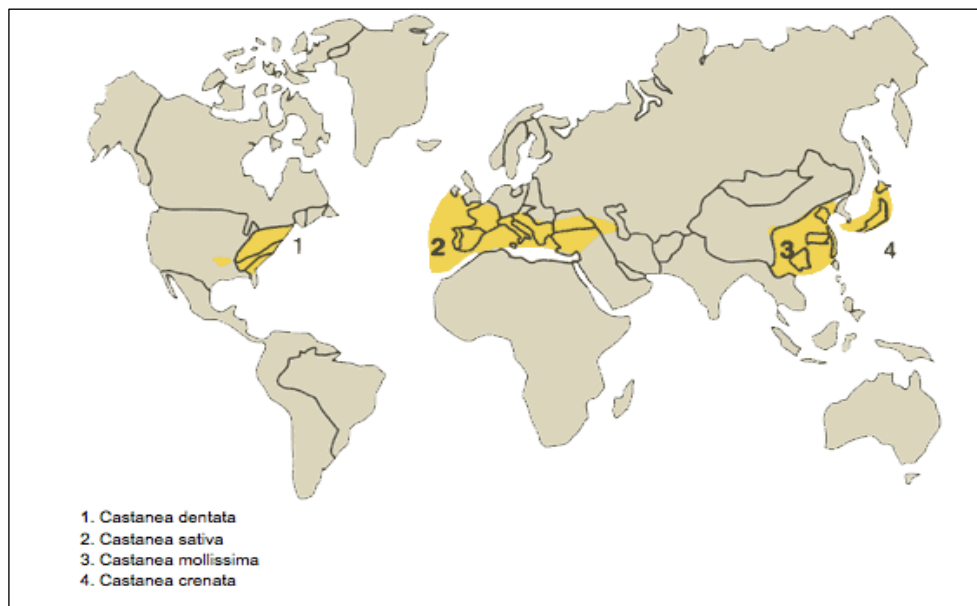 1
2
3
4
1. Castanea dentata
2. Castanea sativa
3. Castanea mollissima
4. Castanea crenata